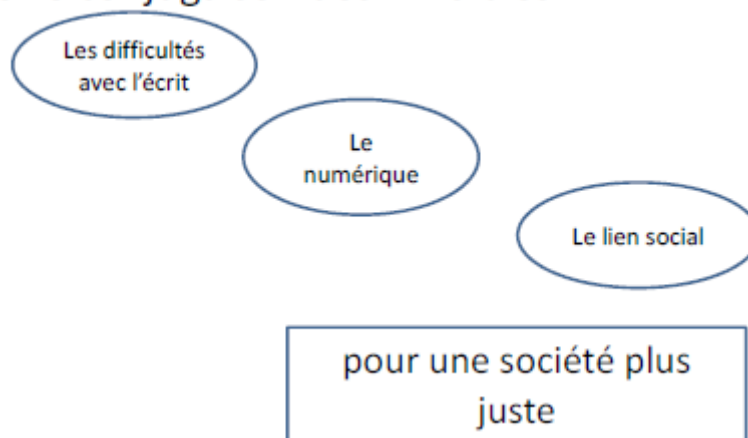 Les difficultés
avec l'écrit
Le
numérique
Le lien social
pour une société plus
juste